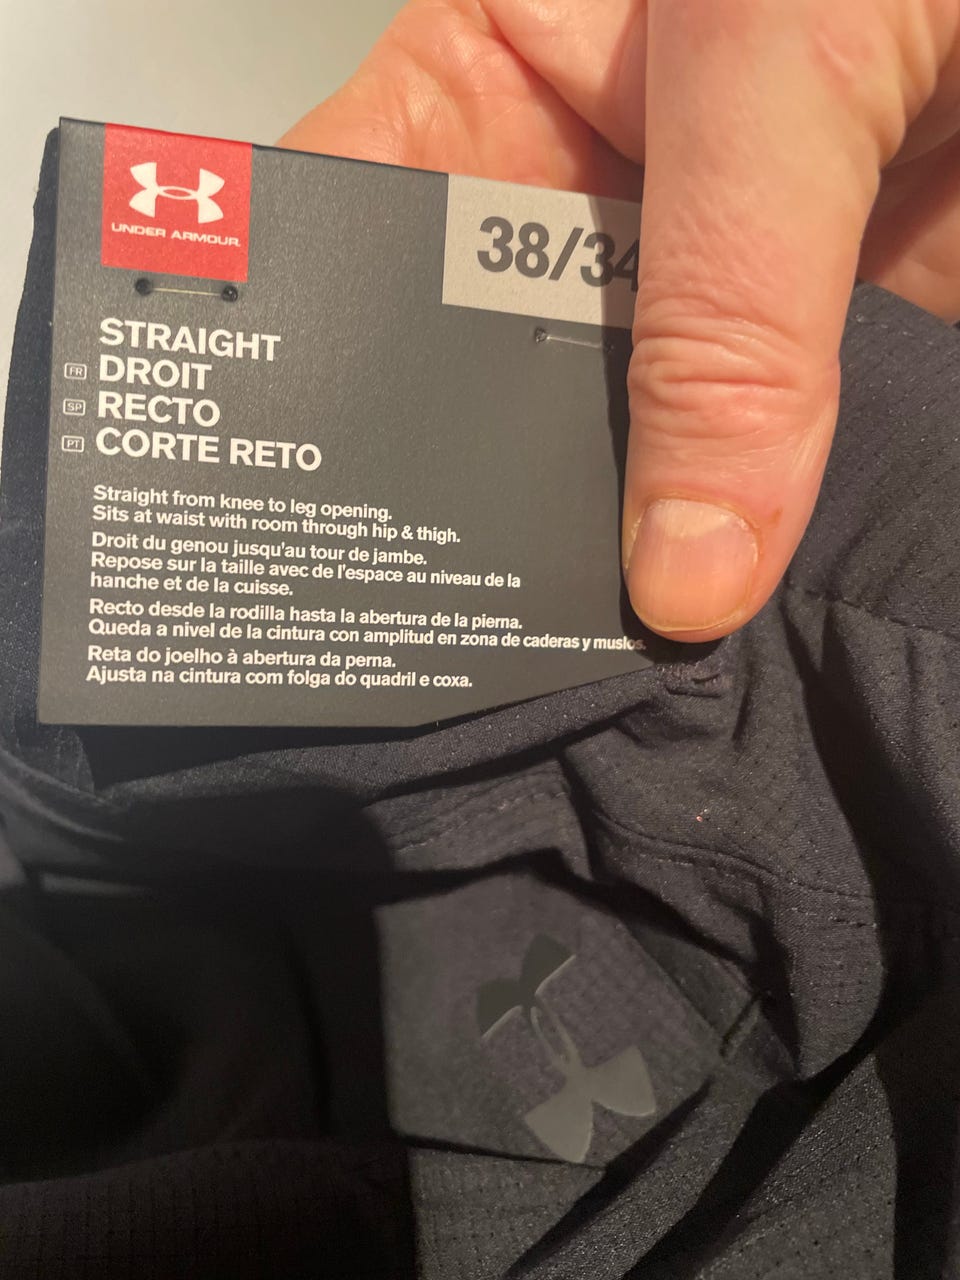 UNDER ARMOUR
38/34
STRAIGHT
FR DROIT
SP RECTO
PT CORTE RETO
Straight from knee to leg opening.
Sits at waist with room through hip & thigh.
Droit du genou jusqu'au tour de jambe.
Repose sur la taille avec de l'espace au niveau de la
hanche et de la cuisse.
Recto desde la rodilla hasta la abertura de la pierna.
Queda a nivel de la cintura con amplitud en zona de caderas y muslos.
Reta do joelho à abertura da perna.
Ajusta na cintura com folga do quadril e coxa.